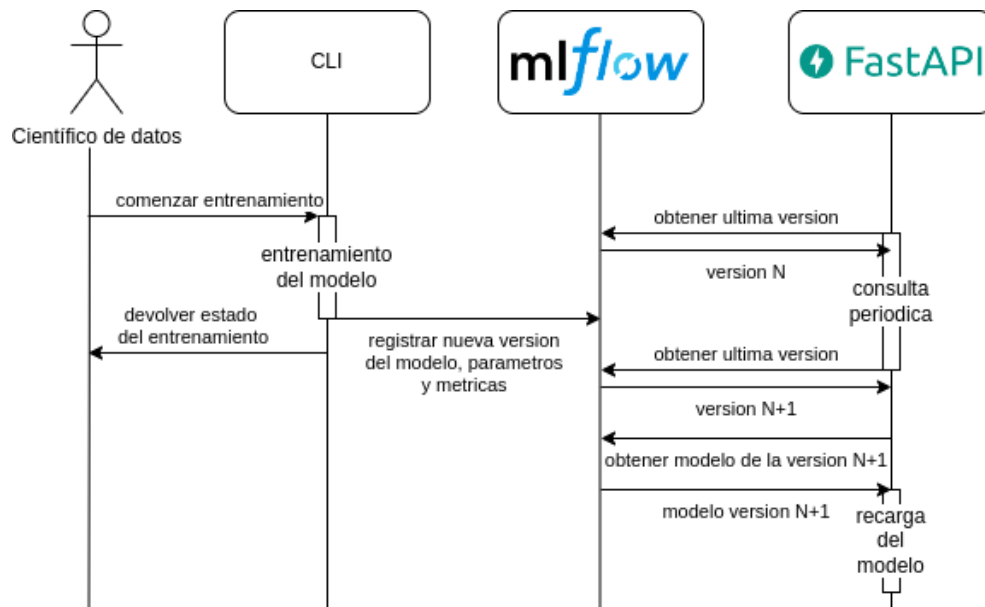 CLI
mlflow
FastAPI
Científico de datos
comenzar entrenamiento
obtener ultima version
entrenamiento
del modelo
version N
consulta
periodica
devolver estado
del entrenamiento
registrar nueva version
del modelo, parametros
y metricas
obtener ultima version
version N+1
obtener modelo de la version N+1
modelo version N+1
recarga
del
modelo